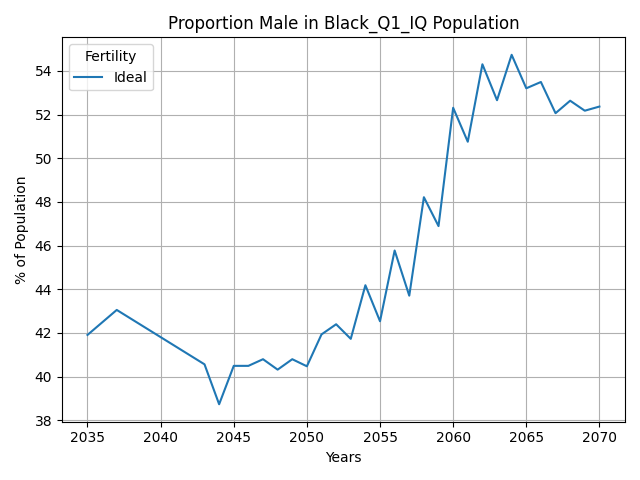 Proportion Male in Black_Q1_IQ Population
Fertility
Ideal
% of Population
54
52
50
48
46
44
42
40
38
2035 2040 2045 2050 2055 2060 2065 2070
Years